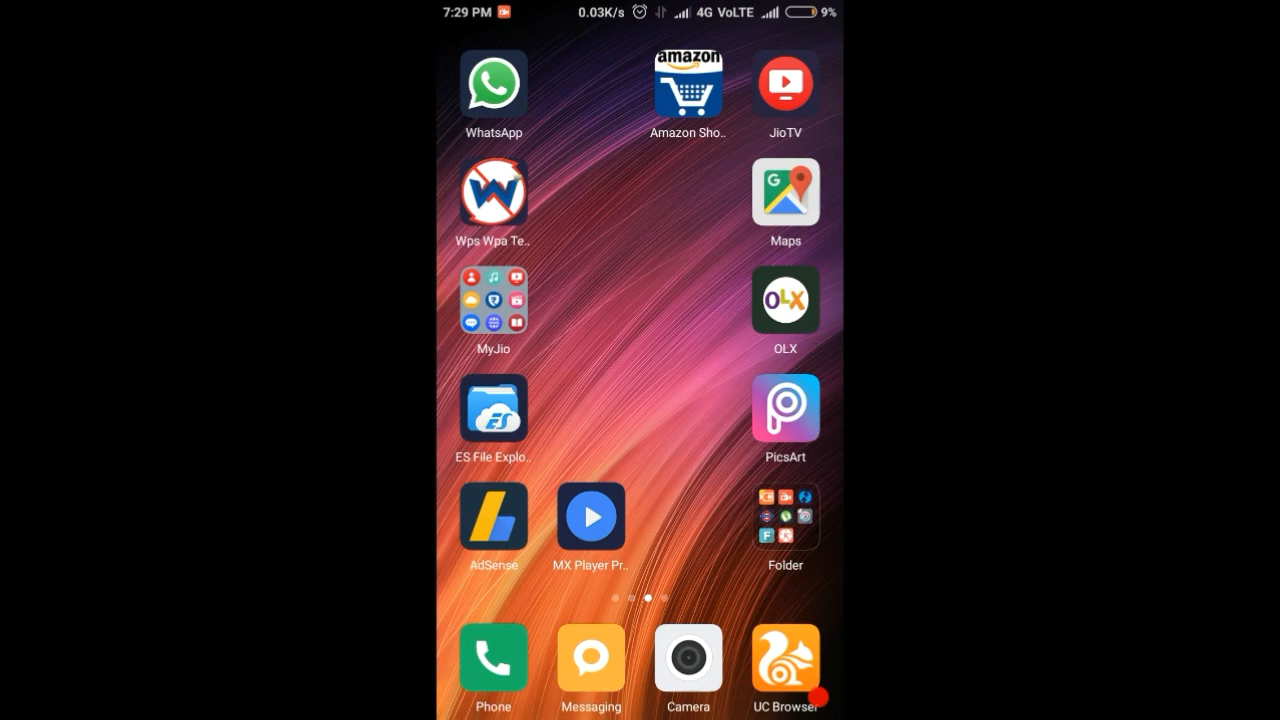 7:29 PM 0.03K/s 4G VoLTE 9%
amazon
WhatsApp Amazon Sho.. JioTV
W G
Wps Wpa Te.. Maps
OLX
MyJio OLX
ES
ES File Explo.. PicsArt
F K
AdSense MX Player Pr.. Folder
Phone Messaging Camera UC Browser